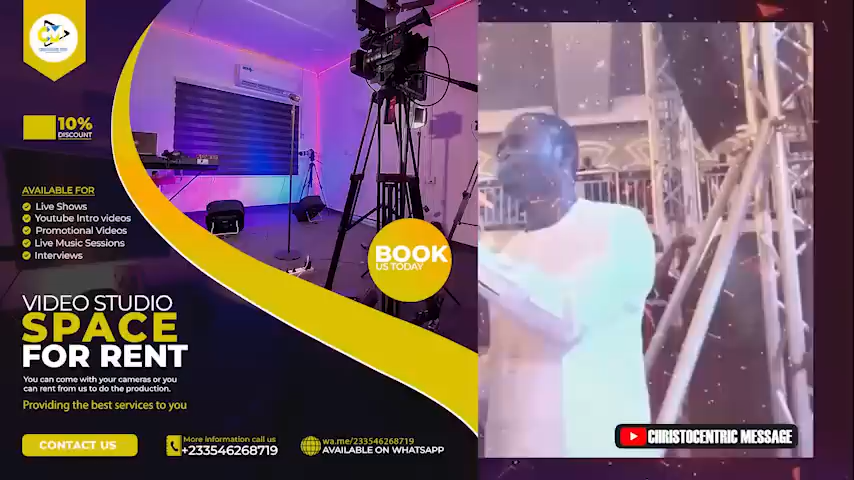 10%
DISCOUNT
AVAILABLE FOR
Live Shows
Youtube Intro videos
Promotional Videos
Live Music Sessions
Interviews
BOOK
US TODAY
VIDEO STUDIO
SPACE
FOR RENT
You can come with your cameras or you
can rent from us to do the production.
Providing the best services to you
CONTACT US
More information call us
+233546268719
wa.me/233546268719
AVAILABLE ON WHATSAPP
CHRISTOCENTRIC MESSAGE